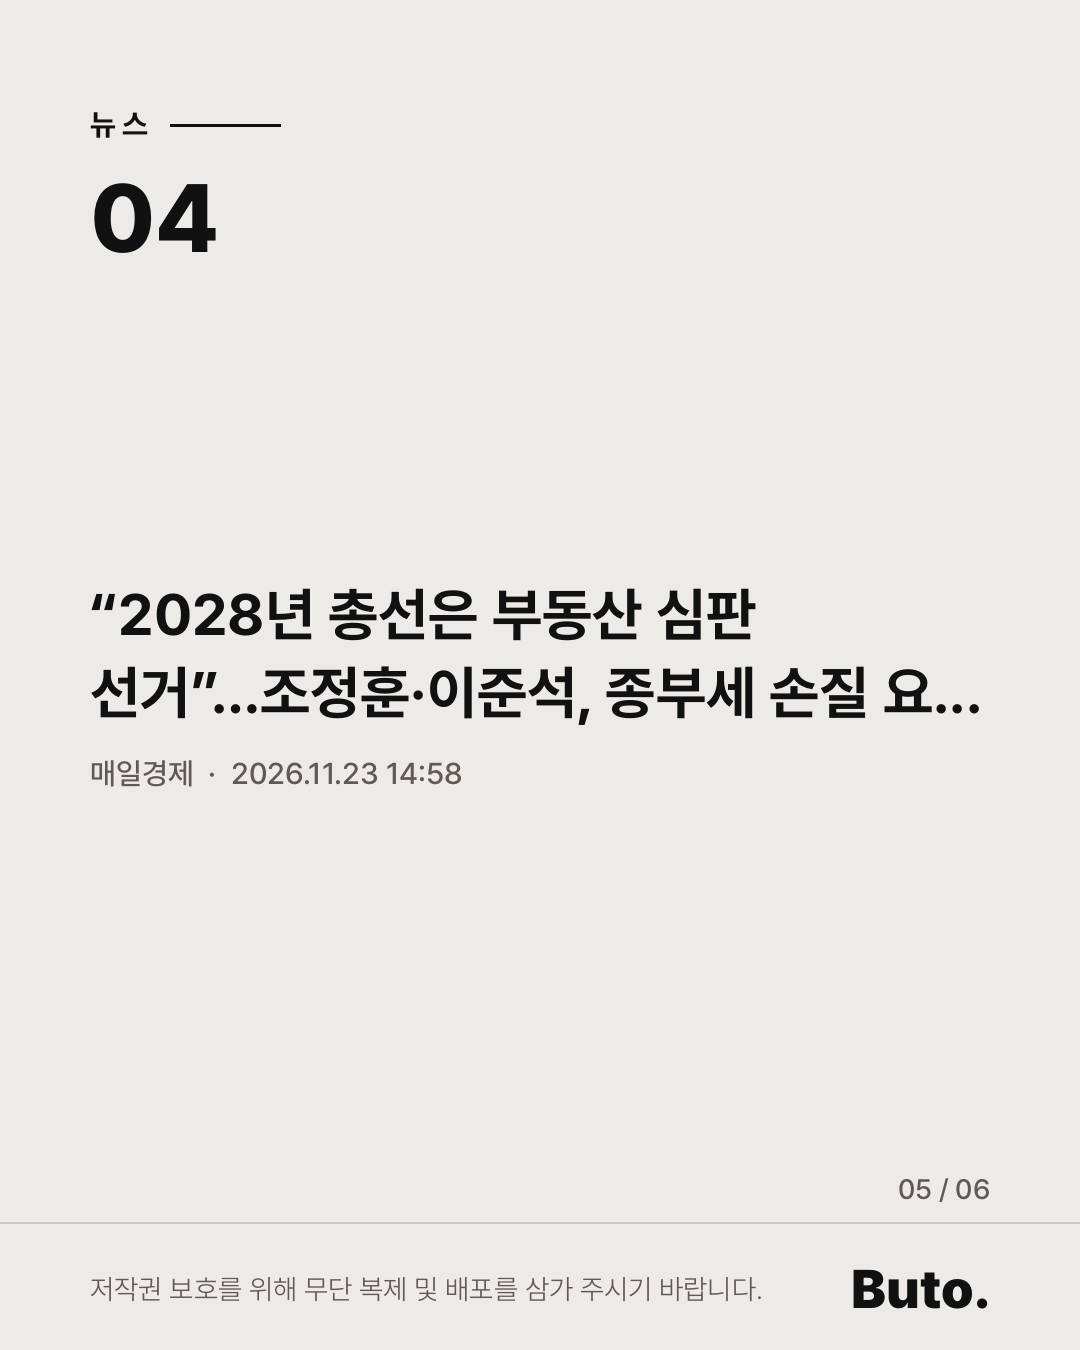 뉴스
04
“2028년 총선은 부동산 심판
선거”…조정훈·이준석, 종부세 손질 요…
매일경제 · 2026.11.23 14:58
05 / 06
저작권 보호를 위해 무단 복제 및 배포를 삼가 주시기 바랍니다.
Buto.